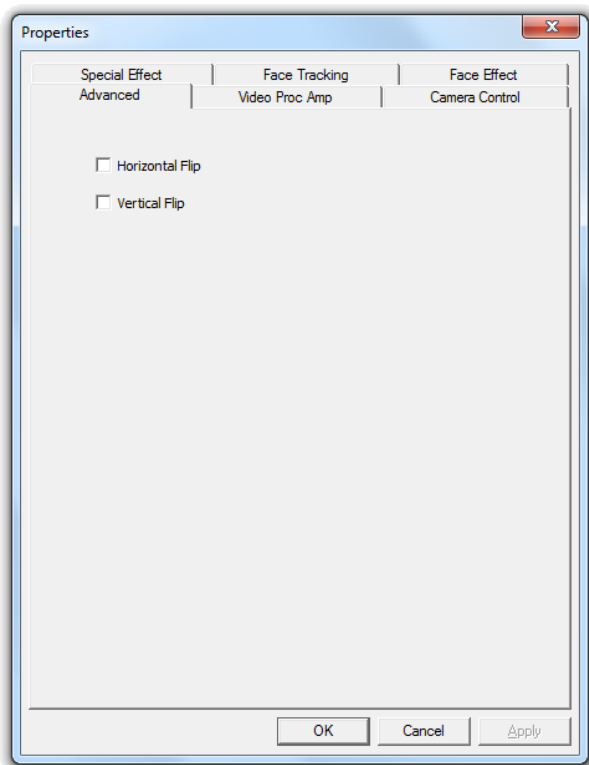 Properties
Special Effect Face Tracking Face Effect
Advanced Video Proc Amp Camera Control
Horizontal Flip
Vertical Flip
OK Cancel Apply